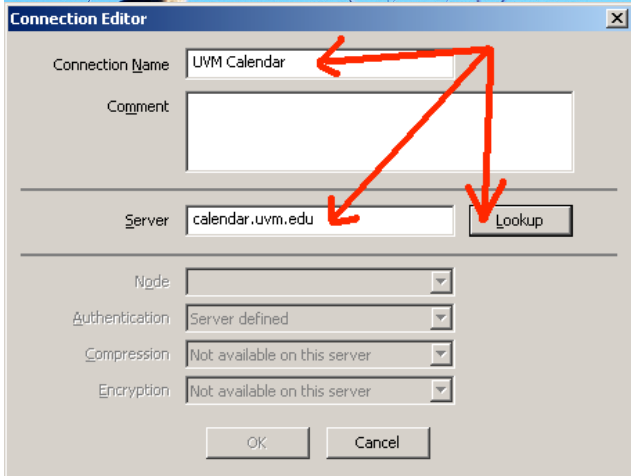 Connection Editor
Connection Name UVM Calendar
Comment
Server calendar.uvm.edu Lookup
Node
Authentication Server defined
Compression Not available on this server
Encryption Not available on this server
OK Cancel